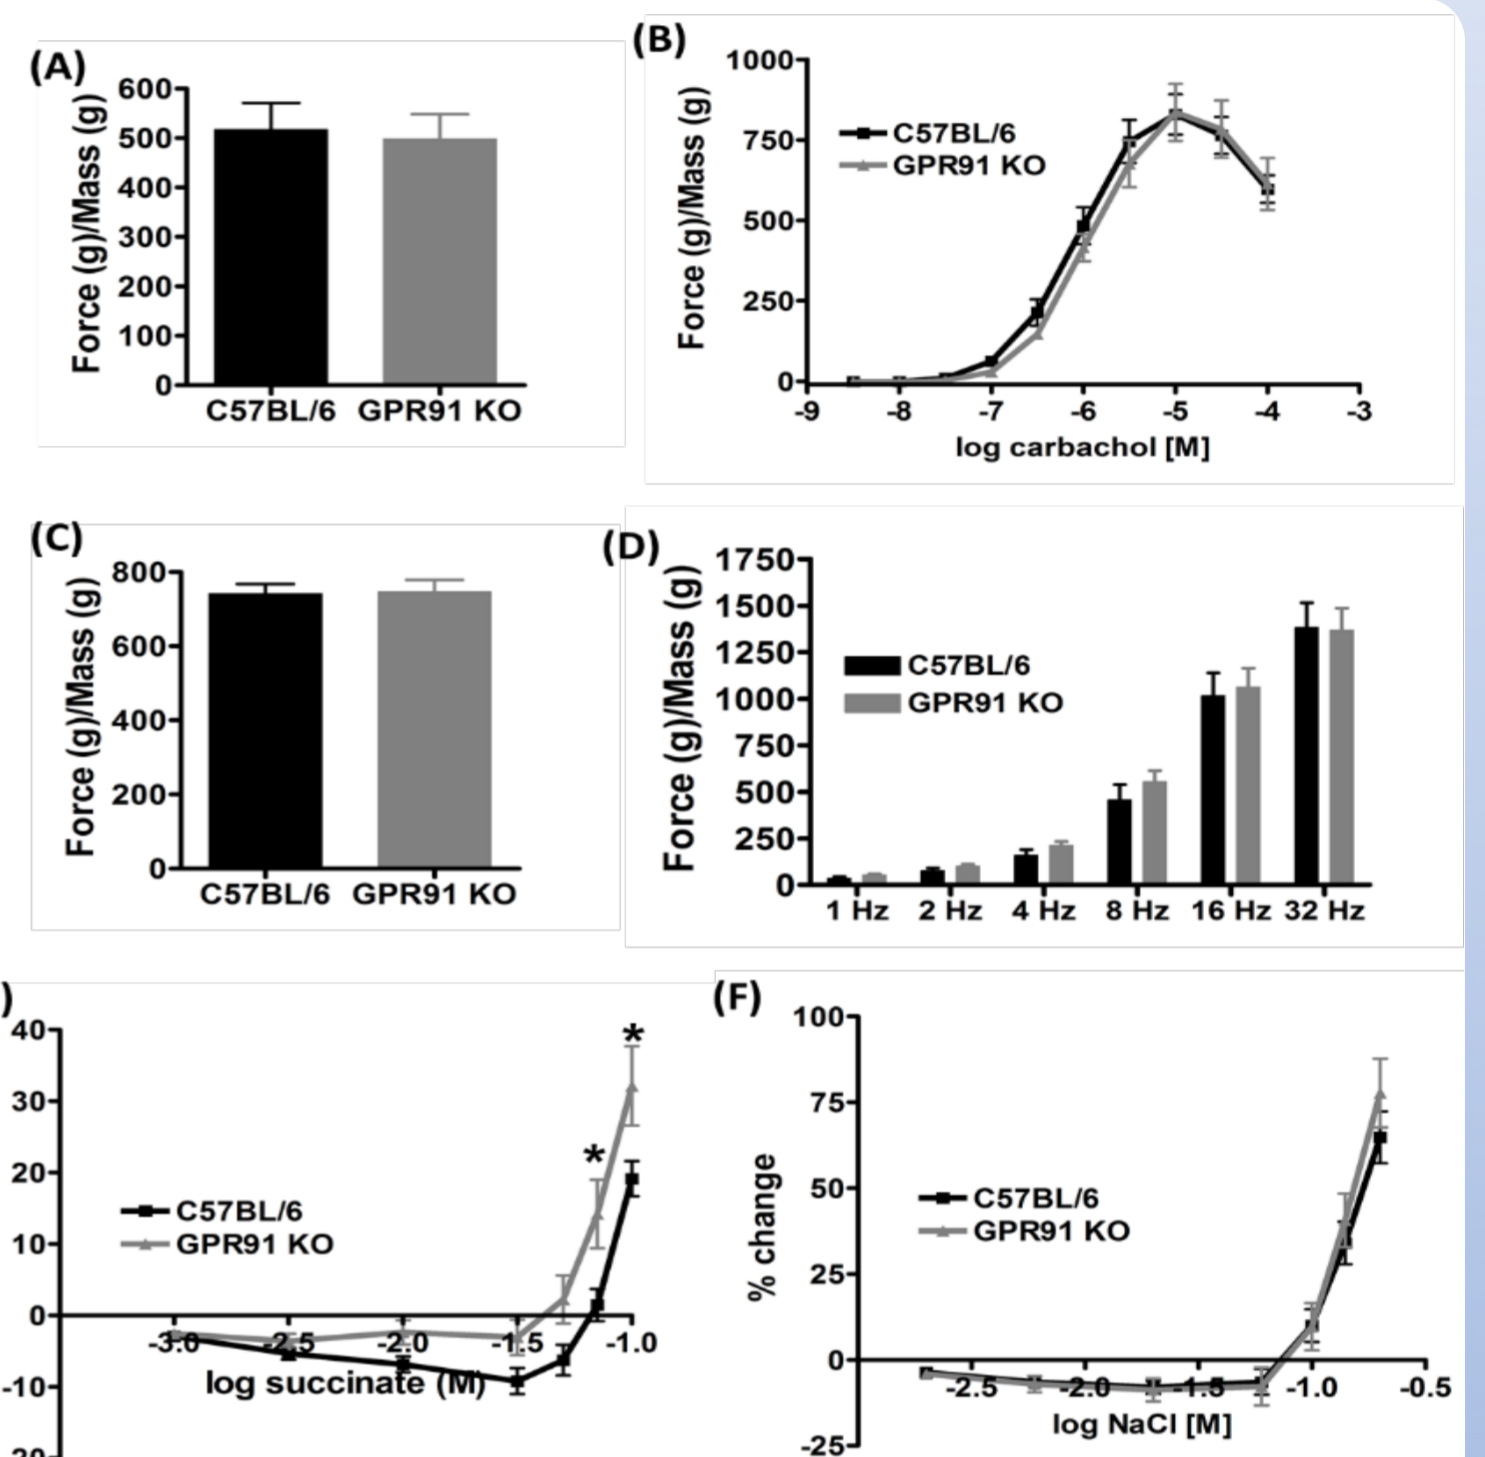 (A)
600
500
400
300
200
100
0
Force (g)/Mass (g)
C57BL/6 GPR91 KO
(B)
1000
750
500
250
0
Force (g)/Mass (g)
C57BL/6
GPR91 KO
-9 -8 -7 -6 -5 -4 -3
log carbachol [M]
(C)
800
600
400
200
0
Force (g)/Mass (g)
C57BL/6 GPR91 KO
(D)
1750
1500
1250
1000
750
500
250
0
Force (g)/Mass (g)
C57BL/6
GPR91 KO
1 Hz 2 Hz 4 Hz 8 Hz 16 Hz 32 Hz
)
40
30
20
10
0
-10
* *
C57BL/6
GPR91 KO
-3.0 -2.5 -2.0 -1.5 -1.0
log succinate (M)
(F)
100
75
50
25
0
-25
% change
C57BL/6
GPR91 KO
-2.5 -2.0 -1.5 -1.0 -0.5
log NaCl [M]